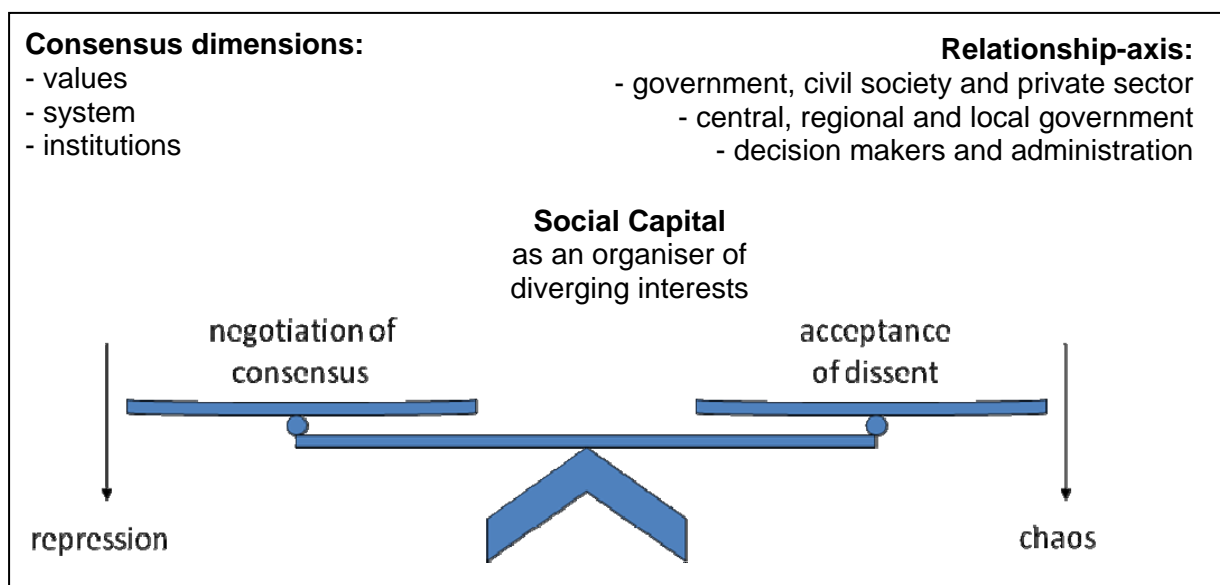 Consensus dimensions:
- values
- system
- institutions
Relationship-axis:
- government, civil society and private sector
- central, regional and local government
- decision makers and administration
Social Capital
as an organiser of
diverging interests
negotiation of
consensus
acceptance
of dissent
repression
chaos